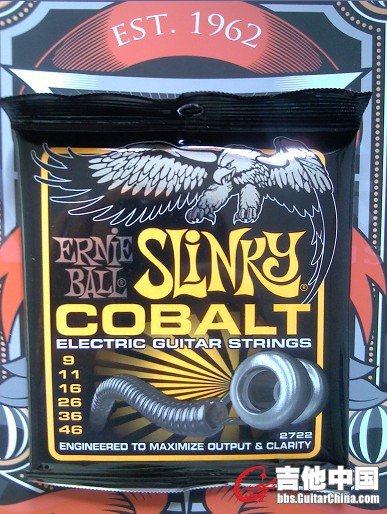 EST. 1962
ERNIE BALL®
SLINKY®
COBALT
ELECTRIC GUITAR STRINGS
9
11
16
26
36
46
2722
ENGINEERED TO MAXIMIZE OUTPUT & CLARITY
吉他中国
bbs.GuitarChina.com